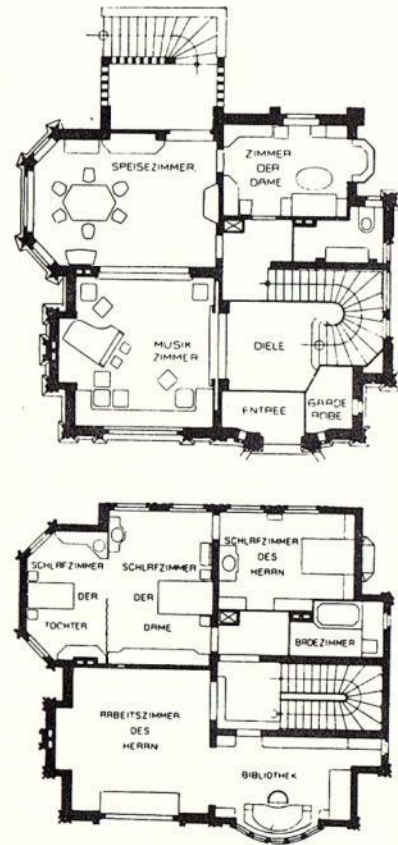 SPEISEZIMMER
ZIMMER
DER
DAME
MUSIK
ZIMMER
DIELE
ENTREE
GARDE
ROBE
SCHLAFZIMMER
DER
TOCHTER
SCHLAFZIMMER
DER
DAME
SCHLAFZIMMER
DES
HERRN
BADEZIMMER
ARBEITSZIMMER
DES
HERRN
BIBLIOTHEK